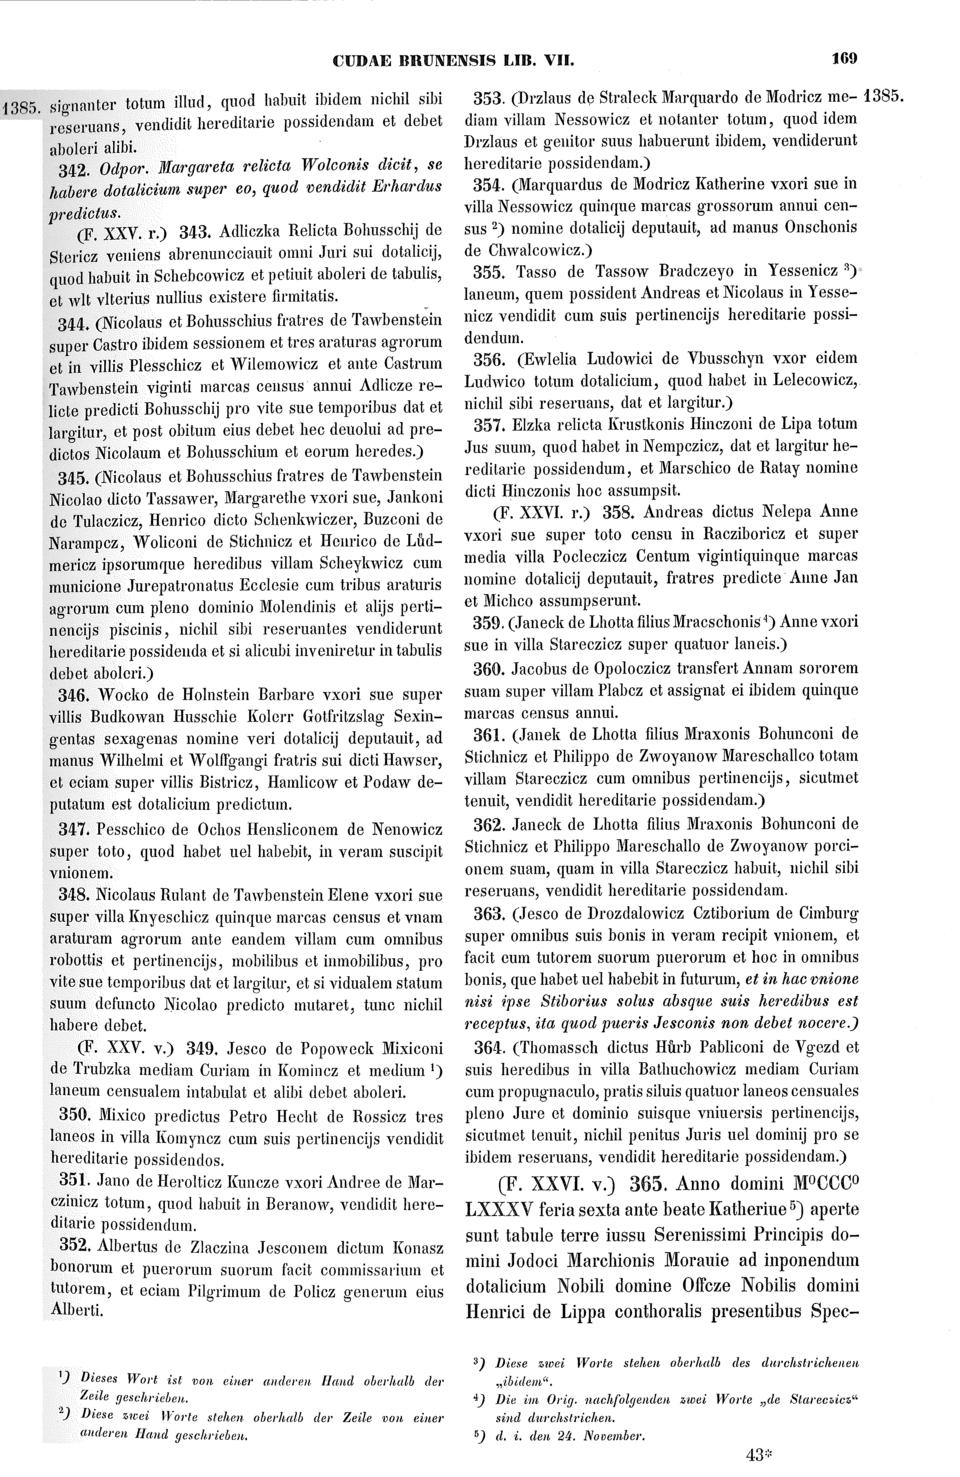 CUDAE BRUNENSIS LIB. VII. 169
1385. signanter totum illud, quod habuit ibidem nichil sibi
reseruans, vendidit hereditarie possidendam et debet
aboleri alibi.
342. Odpor. Margareta relicta Wolconis dicit, se
habere dotalicium super eo, quod vendidit Erhardus
predictus.
(F. XXV. r.) 343. Adliczka Relicta Bohusschij de
Stericz veniens abrenuncciauit omni Juri sui dotalicij,
quod habuit in Schebcowicz et petiuit aboleri de tabulis,
et wlt vlterius nullius existere firmitatis.
344. (Nicolaus et Bohusschius fratres de Tawbenstein
super Castro ibidem sessionem et tres araturas agrorum
et in villis Plesschicz et Wilemowicz et ante Castrum
Tawbenstein viginti marcas census annui Adlicze re-
licte predicti Bohusschij pro vite sue temporibus dat et
largitur, et post obitum eius debet hec deuolui ad pre-
dictos Nicolaum et Bohusschium et eorum heredes.)
345. (Nicolaus et Bohusschius fratres de Tawbenstein
Nicolao dicto Tassawer, Margarethe vxori sue, Jankoni
de Tulaczicz, Henrico dicto Schenkwiczer, Buzconi de
Narampcz, Woliconi de Stichnicz et Henrico de Lůd-
mericz ipsorumque heredibus villam Scheykwicz cum
municione Jurepatronatus Ecclesie cum tribus araturis
agrorum cum pleno dominio Molendinis et alijs perti-
nencijs piscinis, nichil sibi reseruantes vendiderunt
hereditarie possidenda et si alicubi inveniretur in tabulis
debet aboleri.)
346. Wocko de Holnstein Barbare vxori sue super
villis Budkowan Husschie Kolerr Gotfritzslag Sexin-
gentas sexagenas nomine veri dotalicij deputauit, ad
manus Wilhelmi et Wolffgangi fratris sui dicti Hawser,
et eciam super villis Bistricz, Hamlicow et Podaw de-
putatum est dotalicium predictum.
347. Pesschico de Ochos Hensliconem de Nenowicz
super toto, quod habet uel habebit, in veram suscipit
vnionem.
348. Nicolaus Rulant de Tawbenstein Elene vxori sue
super villa Knyeschicz quinque marcas census et vnam
araturam agrorum ante eandem villam cum omnibus
robottis et pertinencijs, mobilibus et inmobilibus, pro
vite sue temporibus dat et largitur, et si vidualem statum
suum defuncto Nicolao predicto mutaret, tunc nichil
habere debet.
(F. XXV. v.) 349. Jesco de Popoweck Mixiconi
de Trubzka mediam Curiam in Komincz et medium ¹)
laneum censualem intabulat et alibi debet aboleri.
350. Mixico predictus Petro Hecht de Rossicz tres
laneos in villa Komyncz cum suis pertinencijs vendidit
hereditarie possidendos.
351. Jano de Herolticz Kuncze vxori Andree de Mar-
czinicz totum, quod habuit in Beranow, vendidit here-
ditarie possidendum.
352. Albertus de Zlaczina Jesconem dictum Konasz
bonorum et puerorum suorum facit commissarium et
tutorem, et eciam Pilgrimum de Policz generum eius
Alberti.
¹) Dieses Wort ist von einer anderen Hand oberhalb der
Zeile geschrieben.
²) Diese zwei Worte stehen oberhalb der Zeile von einer
anderen Hand geschrieben.
353. (Drzlaus de Straleck Marquardo de Modricz me- 1385.
diam villam Nessowicz et notanter totum, quod idem
Drzlaus et genitor suus habuerunt ibidem, vendiderunt
hereditarie possidendam.)
354. (Marquardus de Modricz Katherine vxori sue in
villa Nessowicz quinque marcas grossorum annui cen-
sus ²) nomine dotalicij deputauit, ad manus Onschonis
de Chwalcowicz.)
355. Tasso de Tassow Bradczeyo in Yessenicz ³)
laneum, quem possident Andreas et Nicolaus in Yesse-
nicz vendidit cum suis pertinencijs hereditarie possi-
dendum.
356. (Ewlelia Ludowici de Vbusschyn vxor eidem
Ludwico totum dotalicium, quod habet in Lelecowicz,
nichil sibi reseruans, dat et largitur.)
357. Elzka relicta Krustkonis Hinczoni de Lipa totum
Jus suum, quod habet in Nempczicz, dat et largitur he-
reditarie possidendum, et Marschico de Ratay nomine
dicti Hinczonis hoc assumpsit.
(F. XXVI. r.) 358. Andreas dictus Nelepa Anne
vxori sue super toto censu in Racziboricz et super
media villa Pocleczicz Centum vigintiquinque marcas
nomine dotalicij deputauit, fratres predicte Anne Jan
et Michco assumpserunt.
359. (Janeck de Lhotta filius Mracschonis ⁴) Anne vxori
sue in villa Stareczicz super quatuor laneis.)
360. Jacobus de Opoloczicz transfert Annam sororem
suam super villam Plabcz et assignat ei ibidem quinque
marcas census annui.
361. (Janek de Lhotta filius Mraxonis Bohunconi de
Stichnicz et Philippo de Zwoyanow Mareschallco totam
villam Stareczicz cum omnibus pertinencijs, sicutmet
tenuit, vendidit hereditarie possidendam.)
362. Janeck de Lhotta filius Mraxonis Bohunconi de
Stichnicz et Philippo Mareschallo de Zwoyanow porci-
onem suam, quam in villa Stareczicz habuit, nichil sibi
reseruans, vendidit hereditarie possidendam.
363. (Jesco de Drozdalowicz Cztiborium de Cimburg
super omnibus suis bonis in veram recipit vnionem, et
facit cum tutorem suorum puerorum et hoc in omnibus
bonis, que habet uel habebit in futurum, et in hac vnione
nisi ipse Stiborius solus absque suis heredibus est
receptus, ita quod pueris Jesconis non debet nocere.)
364. (Thomassch dictus Hůrb Pabliconi de Vgezd et
suis heredibus in villa Bathuchowicz mediam Curiam
cum propugnaculo, pratis siluis quatuor laneos censuales
pleno Jure et dominio suisque vniuersis pertinencijs,
sicutmet tenuit, nichil penitus Juris uel dominij pro se
ibidem reseruans, vendidit hereditarie possidendam.)
(F. XXVI. v.) 365. Anno domini MºCCCº
LXXXV feria sexta ante beate Katheriue ⁵) aperte
sunt tabule terre iussu Serenissimi Principis do-
mini Jodoci Marchionis Morauie ad inponendum
dotalicium Nobili domine Offcze Nobilis domini
Henrici de Lippa conthoralis presentibus Spec-
³) Diese zwei Worte stehen oberhalb des durchstrichenen
„ibidem“.
⁴) Die im Orig. nachfolgenden zwei Worte „de Stareczicz“
sind durchstrichen.
⁵) d. i. den 24. November.
43*